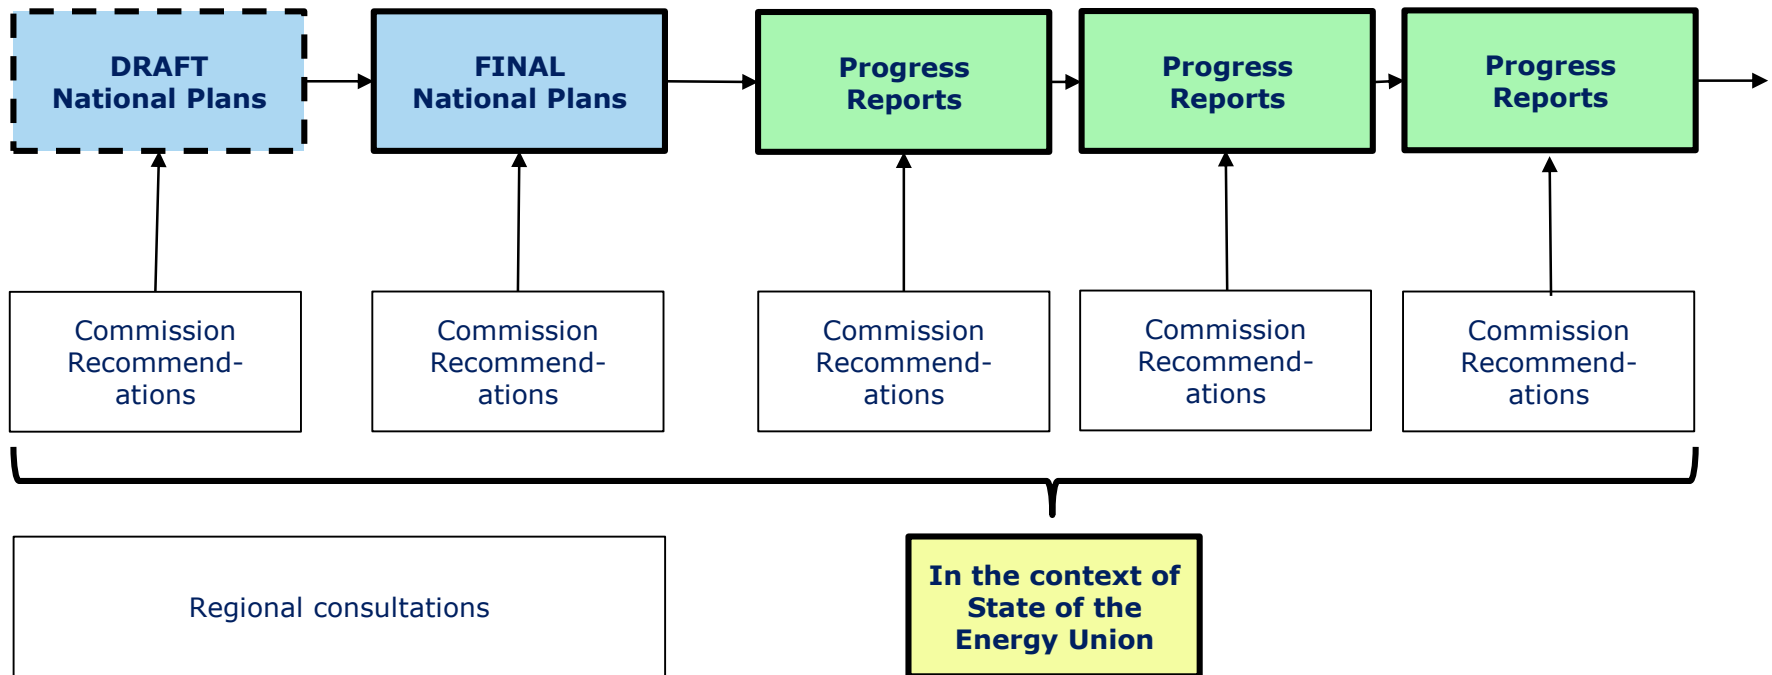 DRAFT
National Plans
FINAL
National Plans
Progress
Reports
Progress
Reports
Progress
Reports
Commission
Recommend-
ations
Commission
Recommend-
ations
Commission
Recommend-
ations
Commission
Recommend-
ations
Commission
Recommend-
ations
Regional consultations
In the context of
State of the
Energy Union